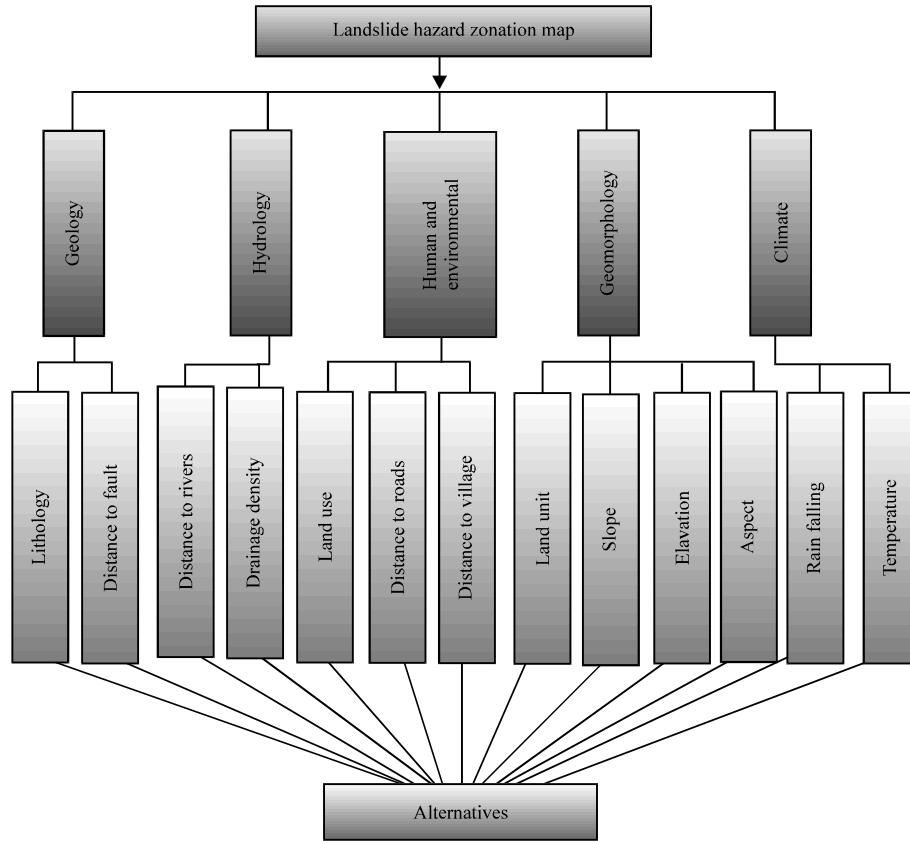 Landslide hazard zonation map
Geology
Hydrology
Human and
environmental
Geomorphology
Climate
Lithology
Distance to fault
Distance to rivers
Drainage density
Land use
Distance to roads
Distance to village
Land unit
Slope
Elavation
Aspect
Rain falling
Temperature
Alternatives